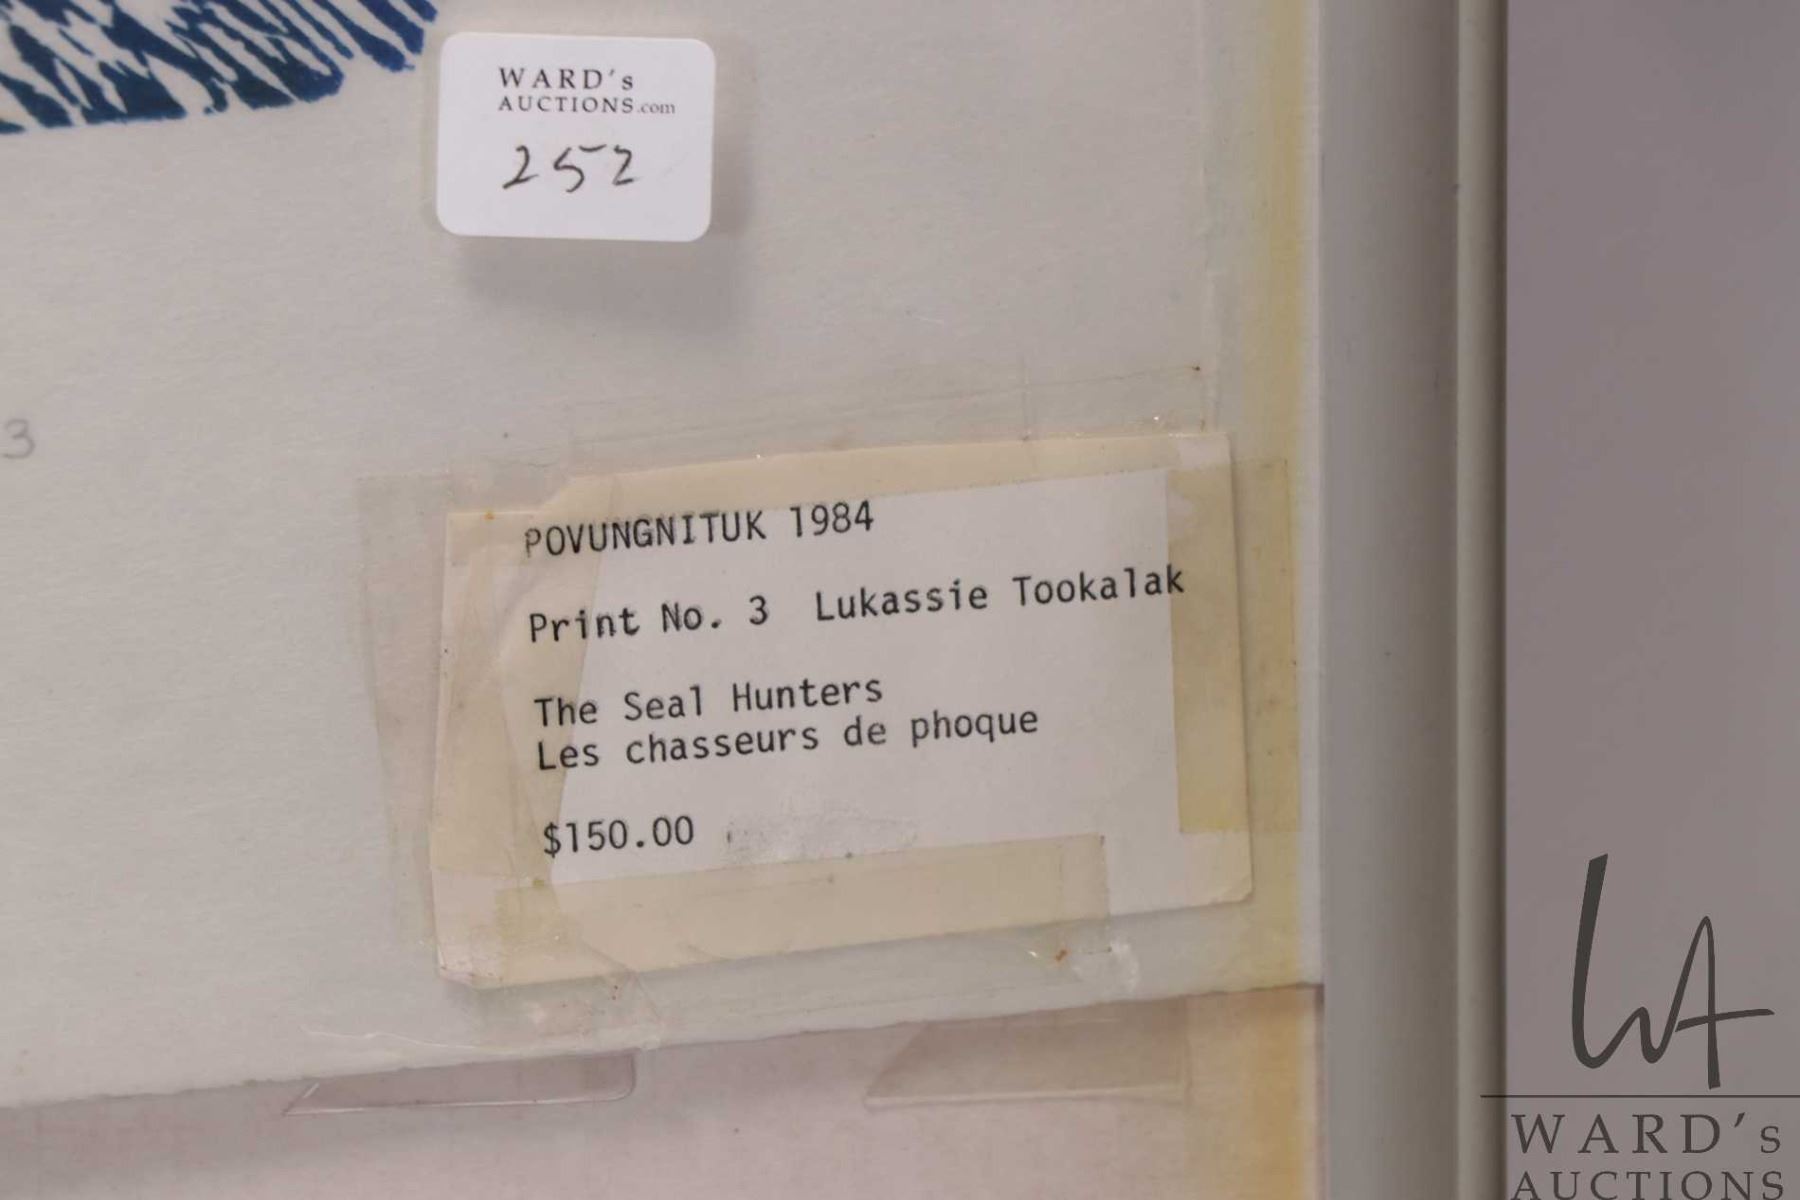 WARD's
AUCTIONS.com
252
3
POVUNGNITUK 1984
Print No. 3 Lukassie Tookalak
The Seal Hunters
Les chasseurs de phoque
$150.00
WA
WARD's
AUCTIONS